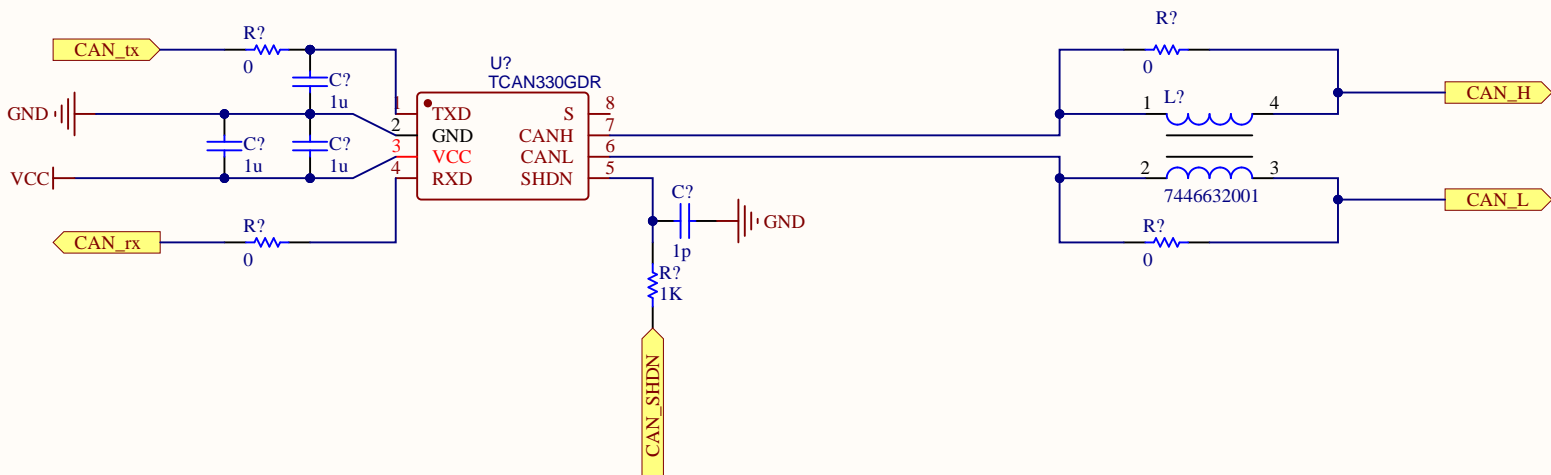 R?
CAN_tx
0
C?
1u
GND
C?
1u
C?
1u
VCC
R?
CAN_rx
0
U?
TCAN330GDR
1
TXD
2
GND
3
VCC
4
RXD
S
8
CANH
7
CANL
6
SHDN
5
C?
GND
1p
R?
1K
CAN_SHDN
R?
0
L?
1
4
CAN_H
2
3
7446632001
CAN_L
R?
0